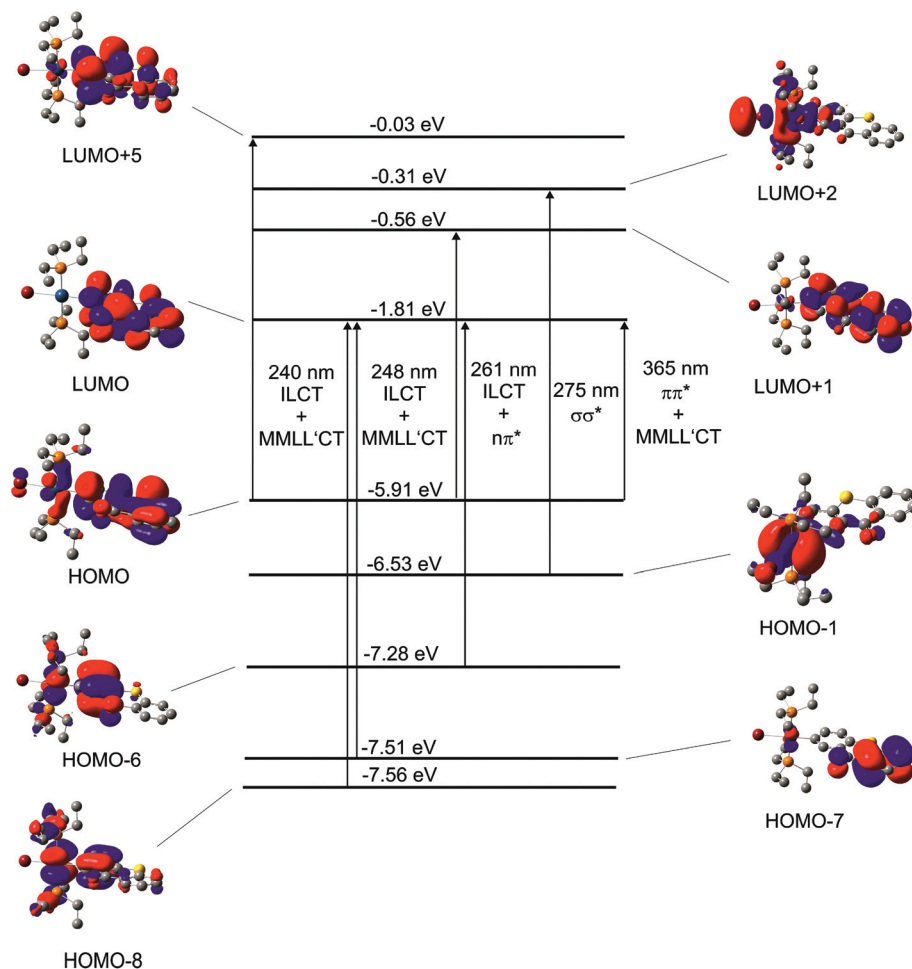 LUMO+5
-0.03 eV
-0.31 eV
LUMO+2
-0.56 eV
-1.81 eV
LUMO
LUMO+1
240 nm
ILCT
+
MMLL'CT
248 nm
ILCT
+
MMLL'CT
261 nm
ILCT
+
nπ*
275 nm
σσ*
365 nm
ππ*
+
MMLL'CT
-5.91 eV
HOMO
-6.53 eV
HOMO-1
-7.28 eV
HOMO-6
-7.51 eV
-7.56 eV
HOMO-7
HOMO-8